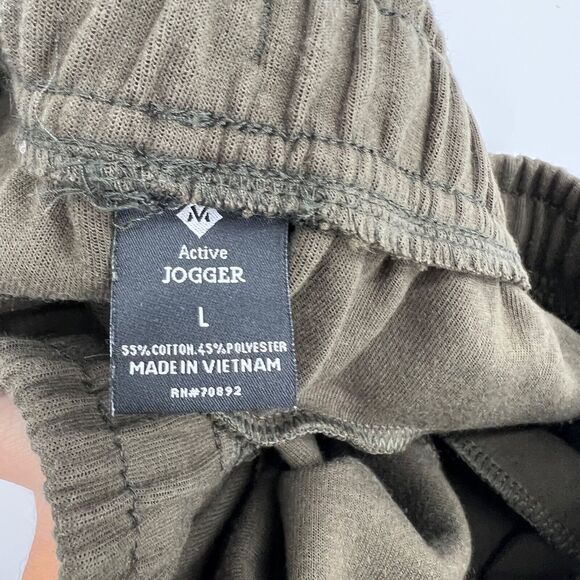 M
Active
JOGGER
L
55% COTTON. 45% POLYESTER
MADE IN VIETNAM
RN#70892